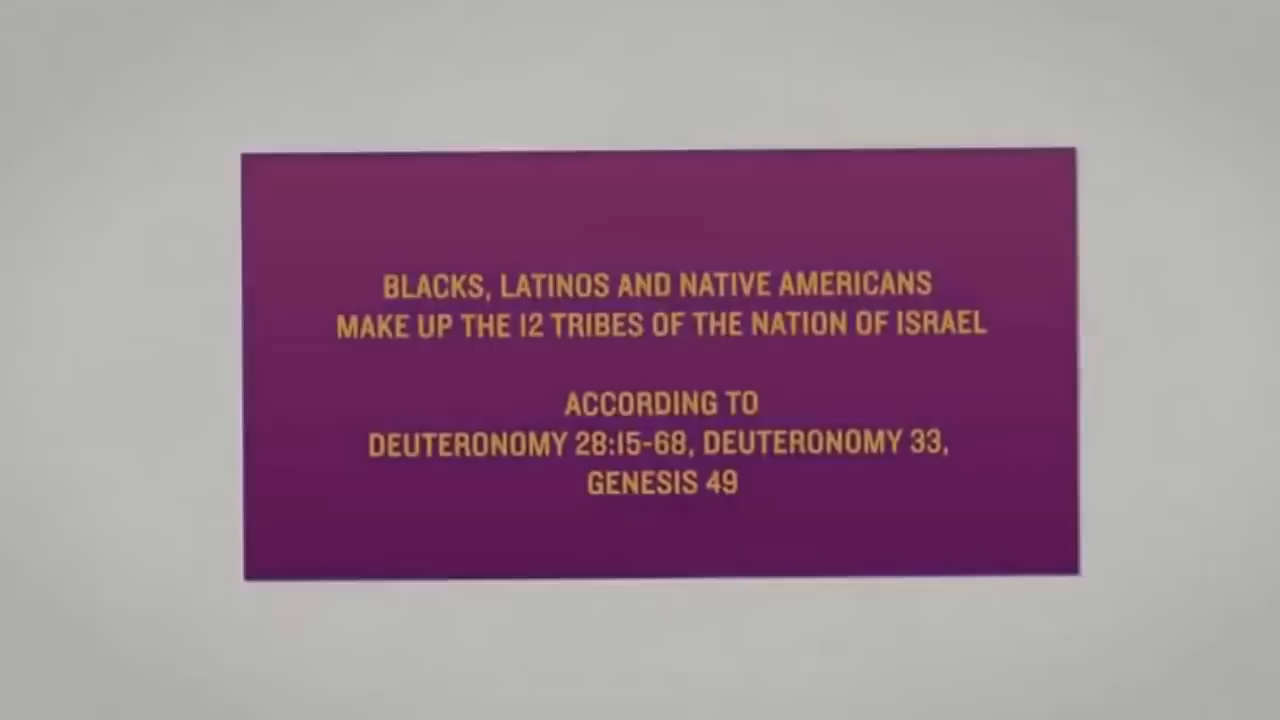 BLACKS, LATINOS AND NATIVE AMERICANS
MAKE UP THE 12 TRIBES OF THE NATION OF ISRAEL
ACCORDING TO
DEUTERONOMY 28:15-68, DEUTERONOMY 33,
GENESIS 49